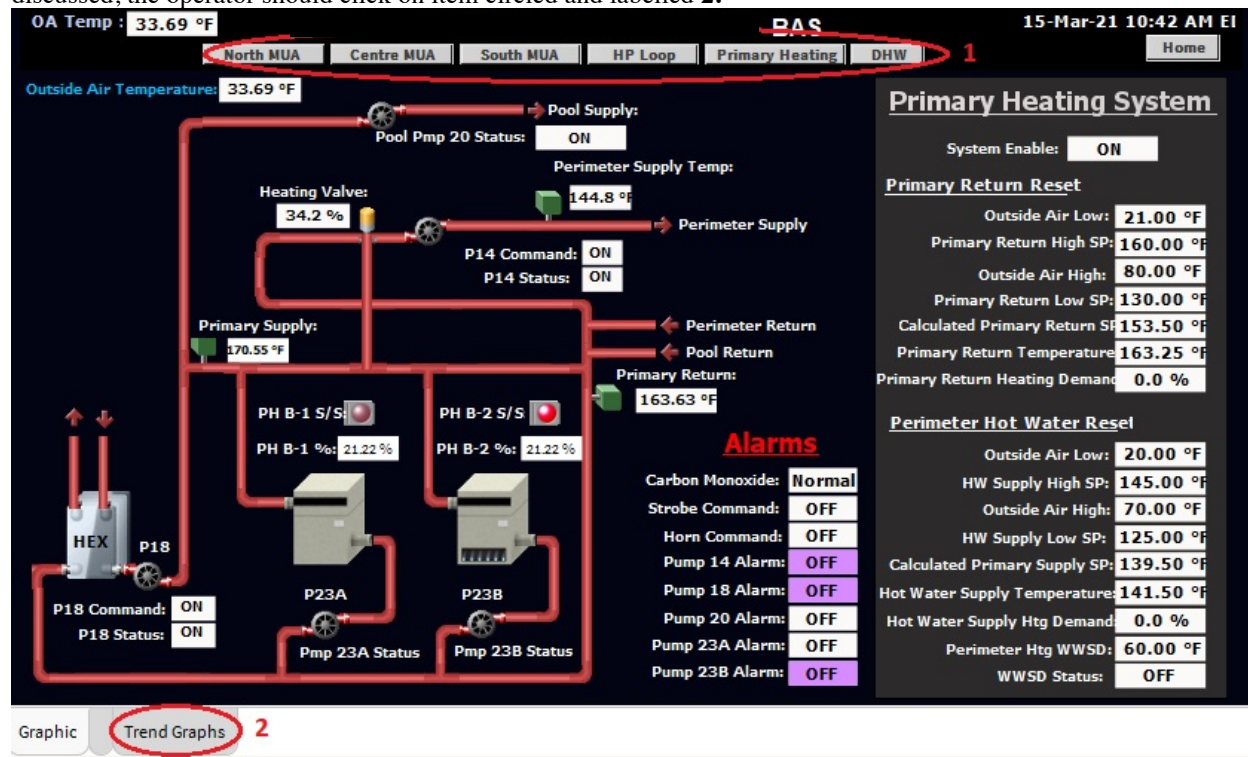 discussed, the operator should click on item circled and labelled 2.
OA Temp : 33.69 °F
BAS
15-Mar-21 10:42 AM EI
North MUA
Centre MUA
South MUA
HP Loop
Primary Heating
DHW
1
Home
Outside Air Temperature: 33.69 °F
Pool Supply:
Pool Pmp 20 Status: ON
Perimeter Supply Temp:
144.8 °F
Heating Valve:
34.2 %
Perimeter Supply
P14 Command: ON
P14 Status: ON
Primary Supply:
170.55 °F
Perimeter Return
Pool Return
Primary Return:
163.63 °F
PH B-1 S/S:
PH B-2 S/S
PH B-1 %: 21.22 %
PH B-2 %: 21.22 %
HEX
P18
P18 Command: ON
P18 Status: ON
P23A
P23B
Pmp 23A Status
Pmp 23B Status
Alarms
Carbon Monoxide: Normal
Strobe Command: OFF
Horn Command: OFF
Pump 14 Alarm: OFF
Pump 18 Alarm: OFF
Pump 20 Alarm: OFF
Pump 23A Alarm: OFF
Pump 23B Alarm: OFF
Primary Heating System
System Enable: ON
Primary Return Reset
Outside Air Low: 21.00 °F
Primary Return High SP: 160.00 °F
Outside Air High: 80.00 °F
Primary Return Low SP: 130.00 °F
Calculated Primary Return SP 153.50 °F
Primary Return Temperature 163.25 °F
Primary Return Heating Demand 0.0 %
Perimeter Hot Water Reset
Outside Air Low: 20.00 °F
HW Supply High SP: 145.00 °F
Outside Air High: 70.00 °F
HW Supply Low SP: 125.00 °F
Calculated Primary Supply SP: 139.50 °F
Hot Water Supply Temperature: 141.50 °F
Hot Water Supply Htg Demand 0.0 %
Perimeter Htg WWSD: 60.00 °F
WWSD Status: OFF
Graphic
Trend Graphs
2